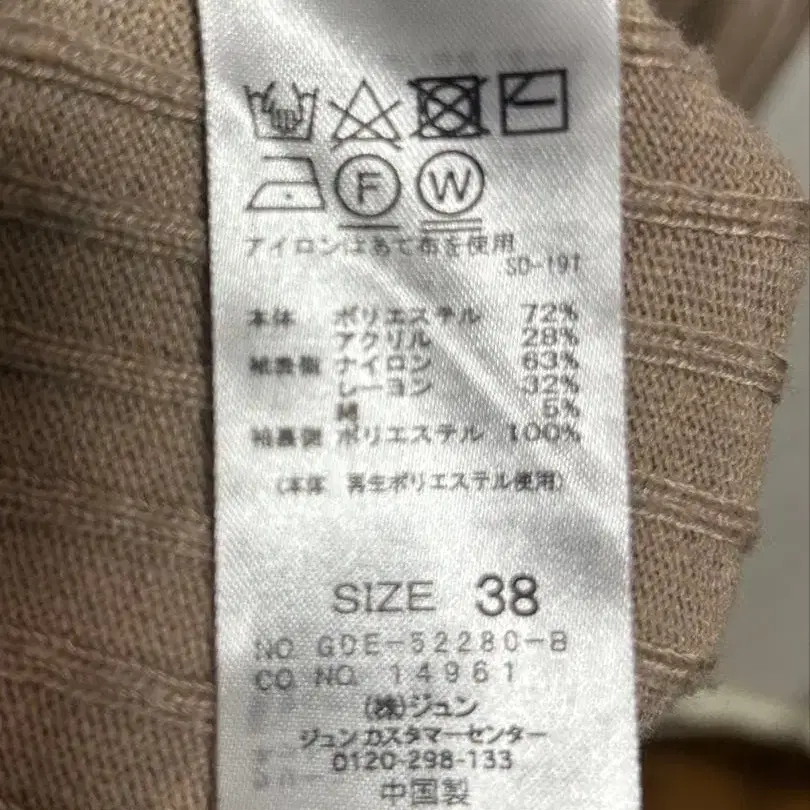 F W
アイロンはあて布を使用
SD-191
本体 ポリエステル 72%
アクリル 28%
ナイロン 63%
レーヨン 32%
綿 5%
ポリエステル 100%
(本体 再生ポリエステル使用)
SIZE 38
NO. GDE-52280-B
CO. NO. 14961
(株)ジュン
ジュンカスタマーセンター
0120-298-133
中国製